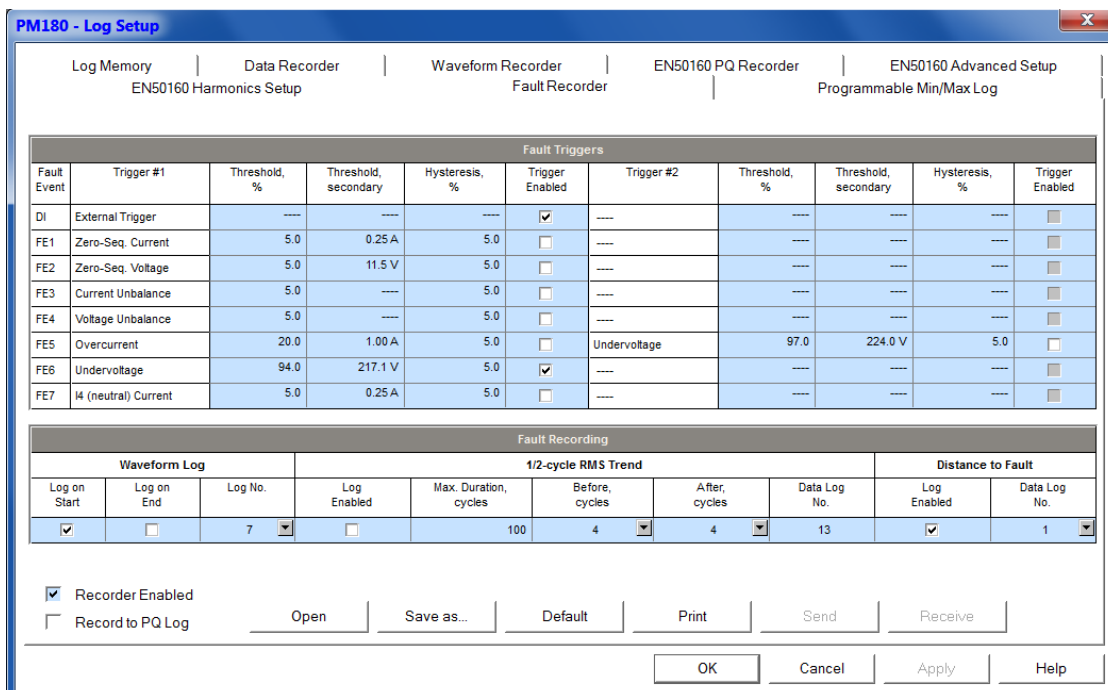 PM180 - Log Setup
Log Memory Data Recorder Waveform Recorder EN50160 PQ Recorder EN50160 Advanced Setup
EN50160 Harmonics Setup Fault Recorder Programmable Min/Max Log
Fault Triggers
Fault Event Trigger #1 Threshold, % Threshold, secondary Hysteresis, % Trigger Enabled Trigger #2 Threshold, % Threshold, secondary Hysteresis, % Trigger Enabled
DI External Trigger ---- ---- ---- ---- ---- ---- ----
FE1 Zero-Seq. Current 5.0 0.25 A 5.0 ---- ---- ---- ----
FE2 Zero-Seq. Voltage 5.0 11.5 V 5.0 ---- ---- ---- ----
FE3 Current Unbalance 5.0 ---- 5.0 ---- ---- ---- ----
FE4 Voltage Unbalance 5.0 ---- 5.0 ---- ---- ---- ----
FE5 Overcurrent 20.0 1.00 A 5.0 Undervoltage 97.0 224.0 V 5.0
FE6 Undervoltage 94.0 217.1 V 5.0 ---- ---- ---- ----
FE7 I4 (neutral) Current 5.0 0.25 A 5.0 ---- ---- ---- ----
Fault Recording
Waveform Log 1/2-cycle RMS Trend Distance to Fault
Log on Start Log on End Log No. Log Enabled Max. Duration, cycles Before, cycles After, cycles Data Log No. Log Enabled Data Log No.
7 100 4 4 13 1
Recorder Enabled
Record to PQ Log
Open Save as... Default Print Send Receive
OK Cancel Apply Help